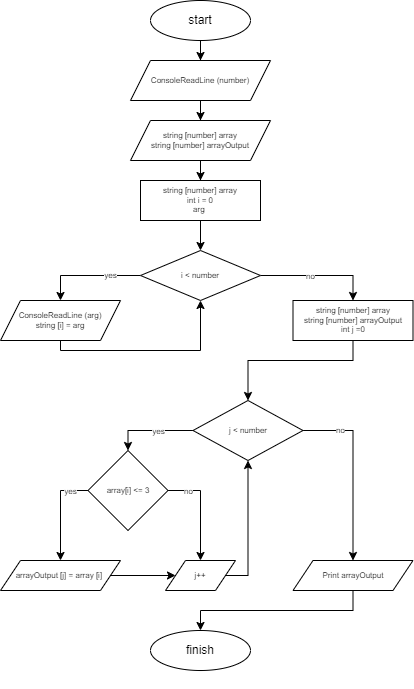 start
ConsoleReadLine (number)
string [number] array
string [number] arrayOutput
string [number] array
int i = 0
arg
i < number
yes
no
ConsoleReadLine (arg)
string [i] = arg
string [number] array
string [number] arrayOutput
int j =0
j < number
yes
no
array[i] <= 3
yes
no
arrayOutput [j] = array [i]
j++
Print arrayOutput
finish